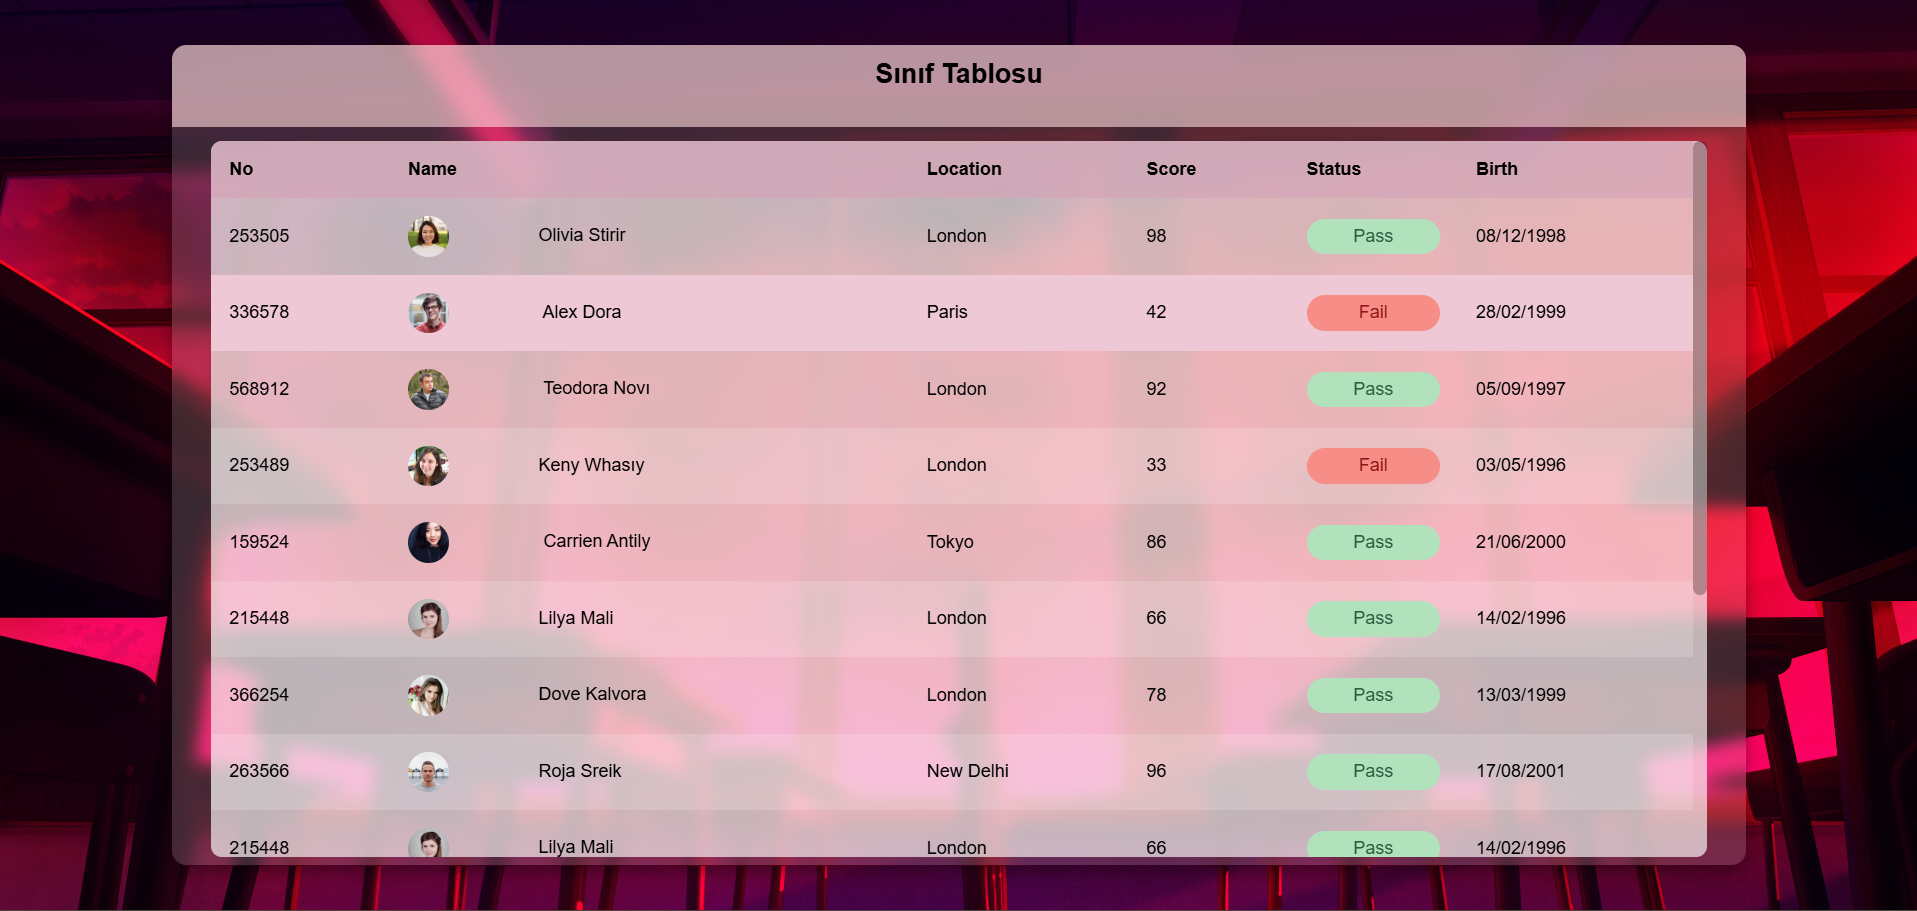 Sınıf Tablosu
No Name Location Score Status Birth
253505 Olivia Stirir London 98 Pass 08/12/1998
336578 Alex Dora Paris 42 Fail 28/02/1999
568912 Teodora Novı London 92 Pass 05/09/1997
253489 Keny Whasıy London 33 Fail 03/05/1996
159524 Carrien Antily Tokyo 86 Pass 21/06/2000
215448 Lilya Mali London 66 Pass 14/02/1996
366254 Dove Kalvora London 78 Pass 13/03/1999
263566 Roja Sreik New Delhi 96 Pass 17/08/2001
215448 Lilya Mali London 66 Pass 14/02/1996